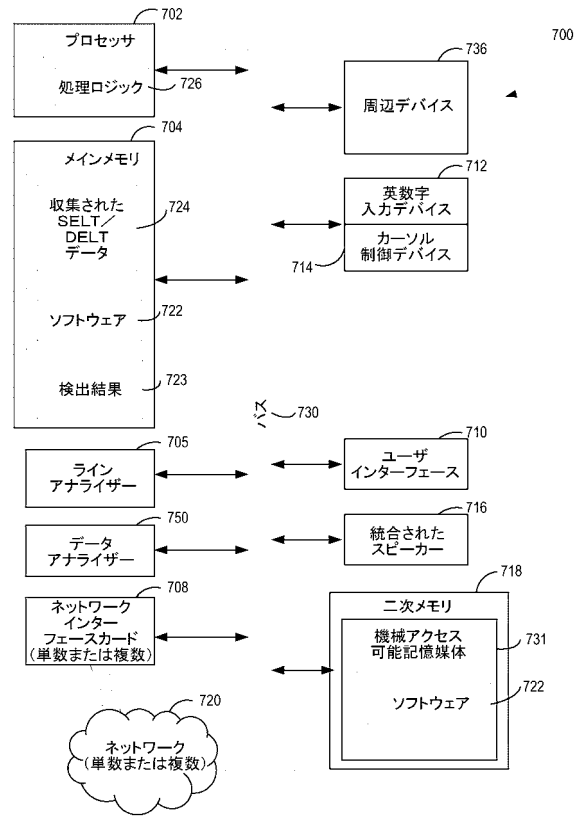 702
プロセッサ
処理ロジック
726
704
メインメモリ
収集された
SELT/
DELT
データ
724
ソフトウェア
722
検出結果
723
705
ライン
アナライザー
750
データ
アナライザー
708
ネットワーク
インター
フェースカード
(単数または複数)
720
ネットワーク
(単数または複数)
バス
730
700
736
周辺デバイス
712
英数字
入力デバイス
714
カーソル
制御デバイス
710
ユーザ
インターフェース
716
統合された
スピーカー
718
二次メモリ
機械アクセス
可能記憶媒体
731
ソフトウェア
722